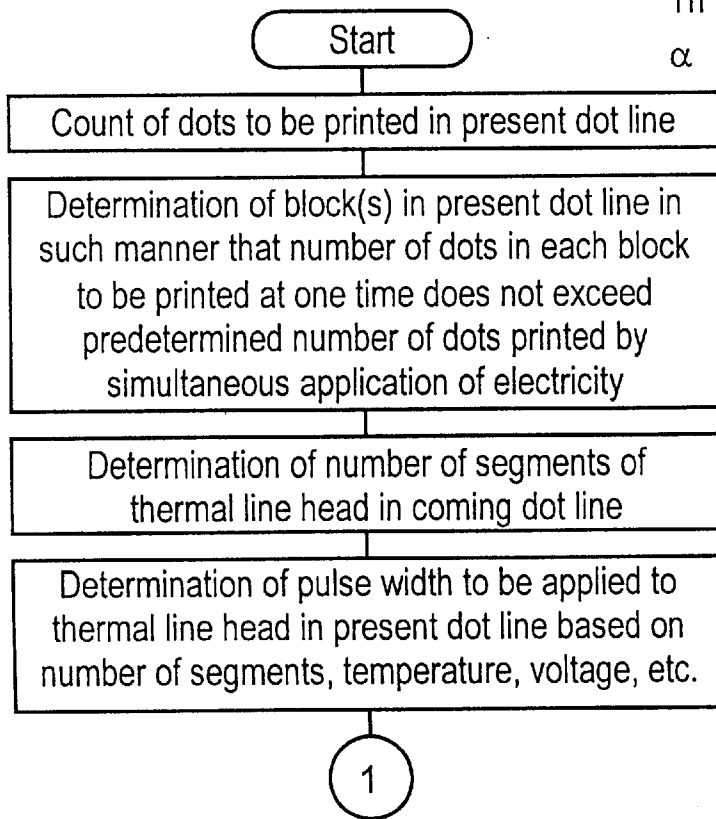 Start
α
Count of dots to be printed in present dot line
Determination of block(s) in present dot line in
such manner that number of dots in each block
to be printed at one time does not exceed
predetermined number of dots printed by
simultaneous application of electricity
Determination of number of segments of
thermal line head in coming dot line
Determination of pulse width to be applied to
thermal line head in present dot line based on
number of segments, temperature, voltage, etc.
1